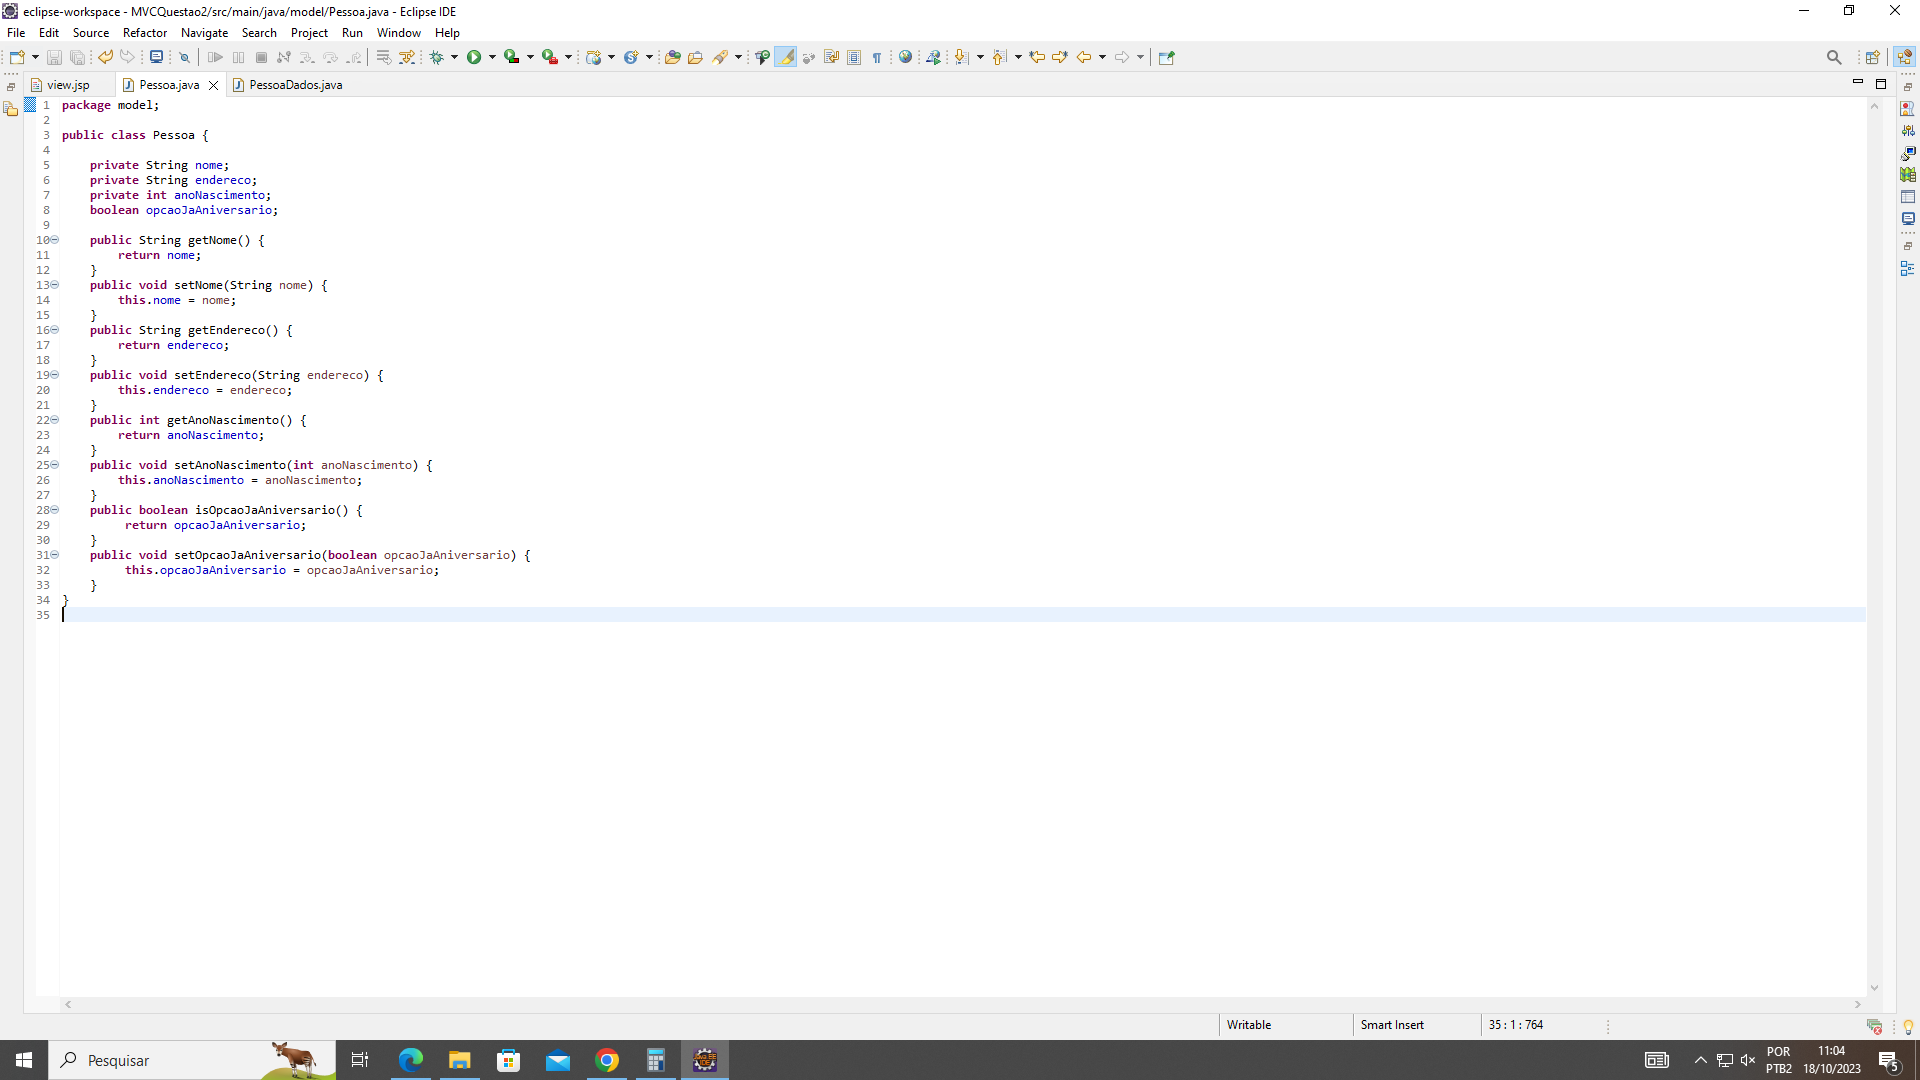 eclipse-workspace - MVCQuestao2/src/main/java/model/Pessoa.java - Eclipse IDE
File Edit Source Refactor Navigate Search Project Run Window Help
view.jsp Pessoa.java PessoaDados.java
1 package model;
2
3 public class Pessoa {
4
5 private String nome;
6 private String endereco;
7 private int anoNascimento;
8 boolean opcaoJaAniversario;
9
10 public String getNome() {
11 return nome;
12 }
13 public void setNome(String nome) {
14 this.nome = nome;
15 }
16 public String getEndereco() {
17 return endereco;
18 }
19 public void setEndereco(String endereco) {
20 this.endereco = endereco;
21 }
22 public int getAnoNascimento() {
23 return anoNascimento;
24 }
25 public void setAnoNascimento(int anoNascimento) {
26 this.anoNascimento = anoNascimento;
27 }
28 public boolean isOpcaoJaAniversario() {
29 return opcaoJaAniversario;
30 }
31 public void setOpcaoJaAniversario(boolean opcaoJaAniversario) {
32 this.opcaoJaAniversario = opcaoJaAniversario;
33 }
34 }
35
Writable Smart Insert 35 : 1 : 764
Pesquisar
POR 11:04
PTB2 18/10/2023 5